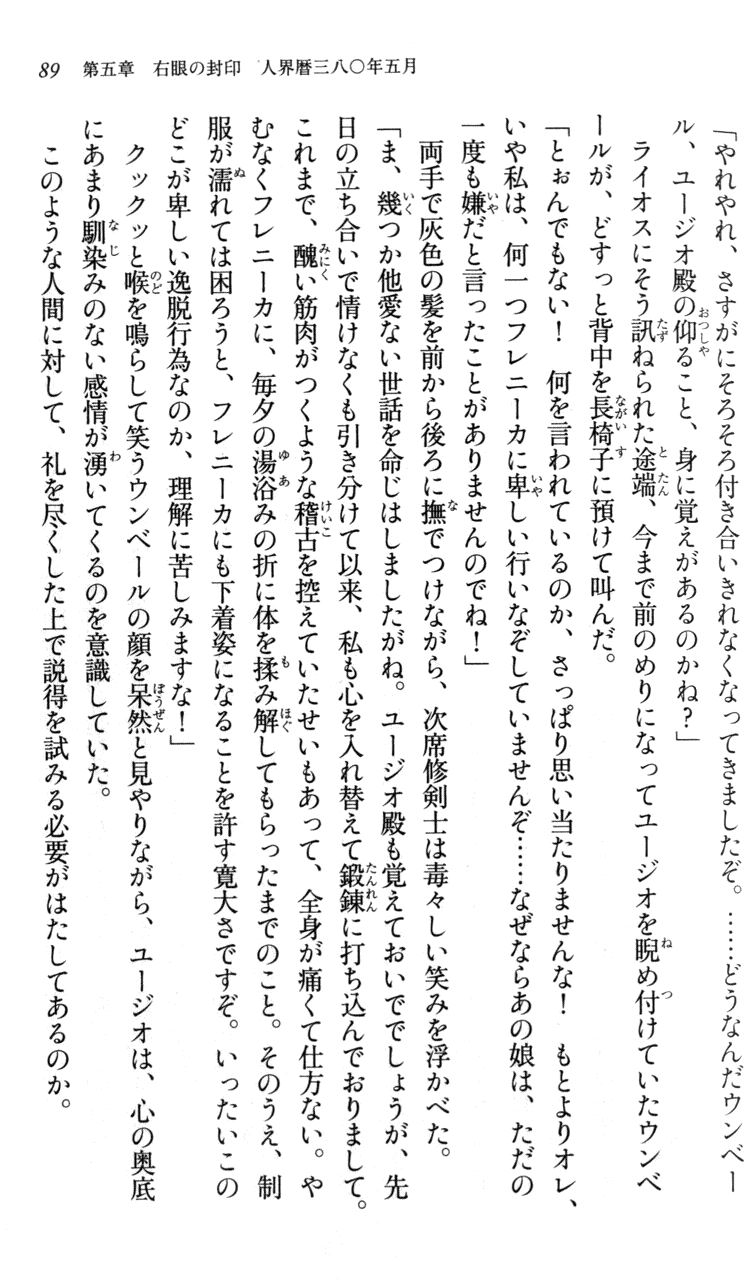 89　第五章　右眼の封印　人界暦三八〇年五月
「やれやれ、さすがにそろそろ付き合いきれなくなってきましたぞ。……どうなんだウンベー
ル、ユージオ殿の仰ること、身に覚えがあるのかね？」
　ライオスにそう訊ねられた途端、今まで前のめりになってユージオを睨め付けていたウンベ
ールが、どすっと背中を長椅子に預けて叫んだ。
「とぉんでもない！　何を言われているのか、さっぱり思い当たりませんな！　もとよりオレ、
いや私は、何一つフレニーカに卑しい行いなぞしていませんぞ……なぜならあの娘は、ただの
一度も嫌だと言ったことがありませんのでね！」
　両手で灰色の髪を前から後ろに撫でつけながら、次席修剣士は毒々しい笑みを浮かべた。
「ま、幾つか他愛ない世話を命じはしましたがね。ユージオ殿も覚えておいででしょうが、先
日の立ち合いで情けなくも引き分けて以来、私も心を入れ替えて鍛錬に打ち込んでおりまして。
これまで、醜い筋肉がつくような稽古を控えていたせいもあって、全身が痛くて仕方ない。や
むなくフレニーカに、毎夕の湯浴みの折に体を揉み解してもらったまでのこと。そのうえ、制
服が濡れては困ろうと、フレニーカにも下着姿になることを許す寛大さですぞ。いったいこの
どこが卑しい逸脱行為なのか、理解に苦しみますな！」
　クックッと喉を鳴らして笑うウンベールの顔を呆然と見やりながら、ユージオは、心の奥底
にあまり馴染みのない感情が湧いてくるのを意識していた。
　このような人間に対して、礼を尽くした上で説得を試みる必要がはたしてあるのか。